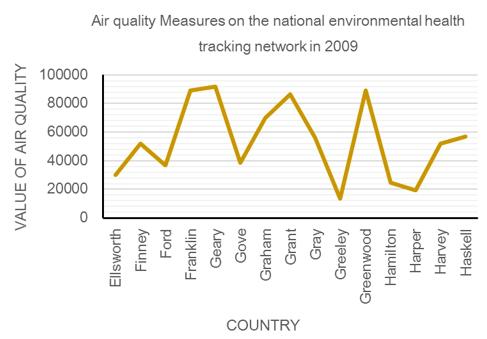 Air quality Measures on the national environmental health
tracking network in 2009
VALUE OF AIR QUALITY
100000
80000
60000
40000
20000
0
Ellsworth
Finney
Ford
Franklin
Geary
Gove
Graham
Grant
Gray
Greeley
Greenwood
Hamilton
Harper
Harvey
Haskell
COUNTRY